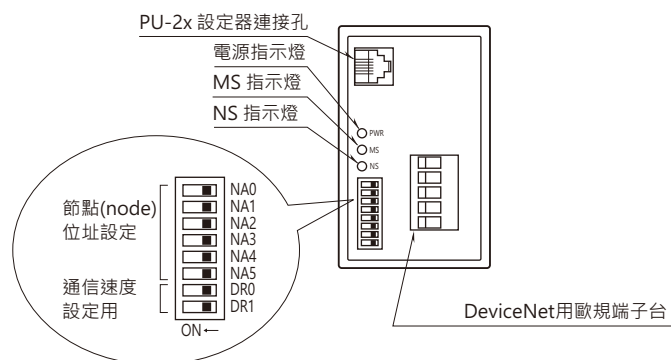 PU-2x 設定器連接孔
電源指示燈
MS 指示燈
NS 指示燈
PWR
MS
NS
節點(node)
位址設定
通信速度
設定用
NA0
NA1
NA2
NA3
NA4
NA5
DR0
DR1
ON←
DeviceNet用歐規端子台